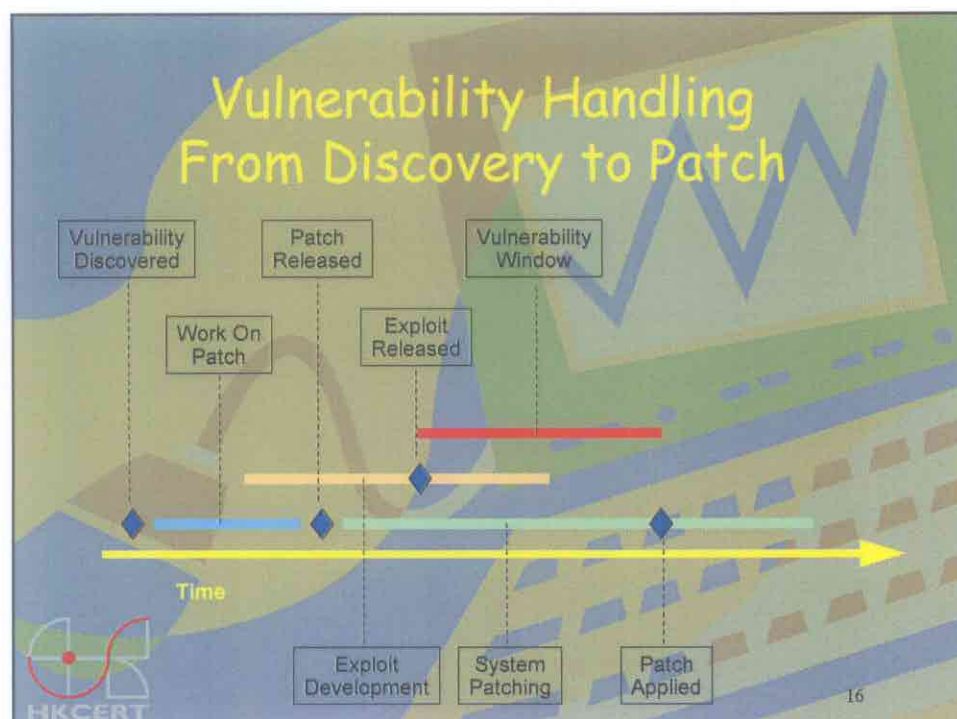 Vulnerability Handling
From Discovery to Patch
Vulnerability
Discovered
Patch
Released
Vulnerability
Window
Work On
Patch
Exploit
Released
Time
Exploit
Development
System
Patching
Patch
Applied
16
HKCERT